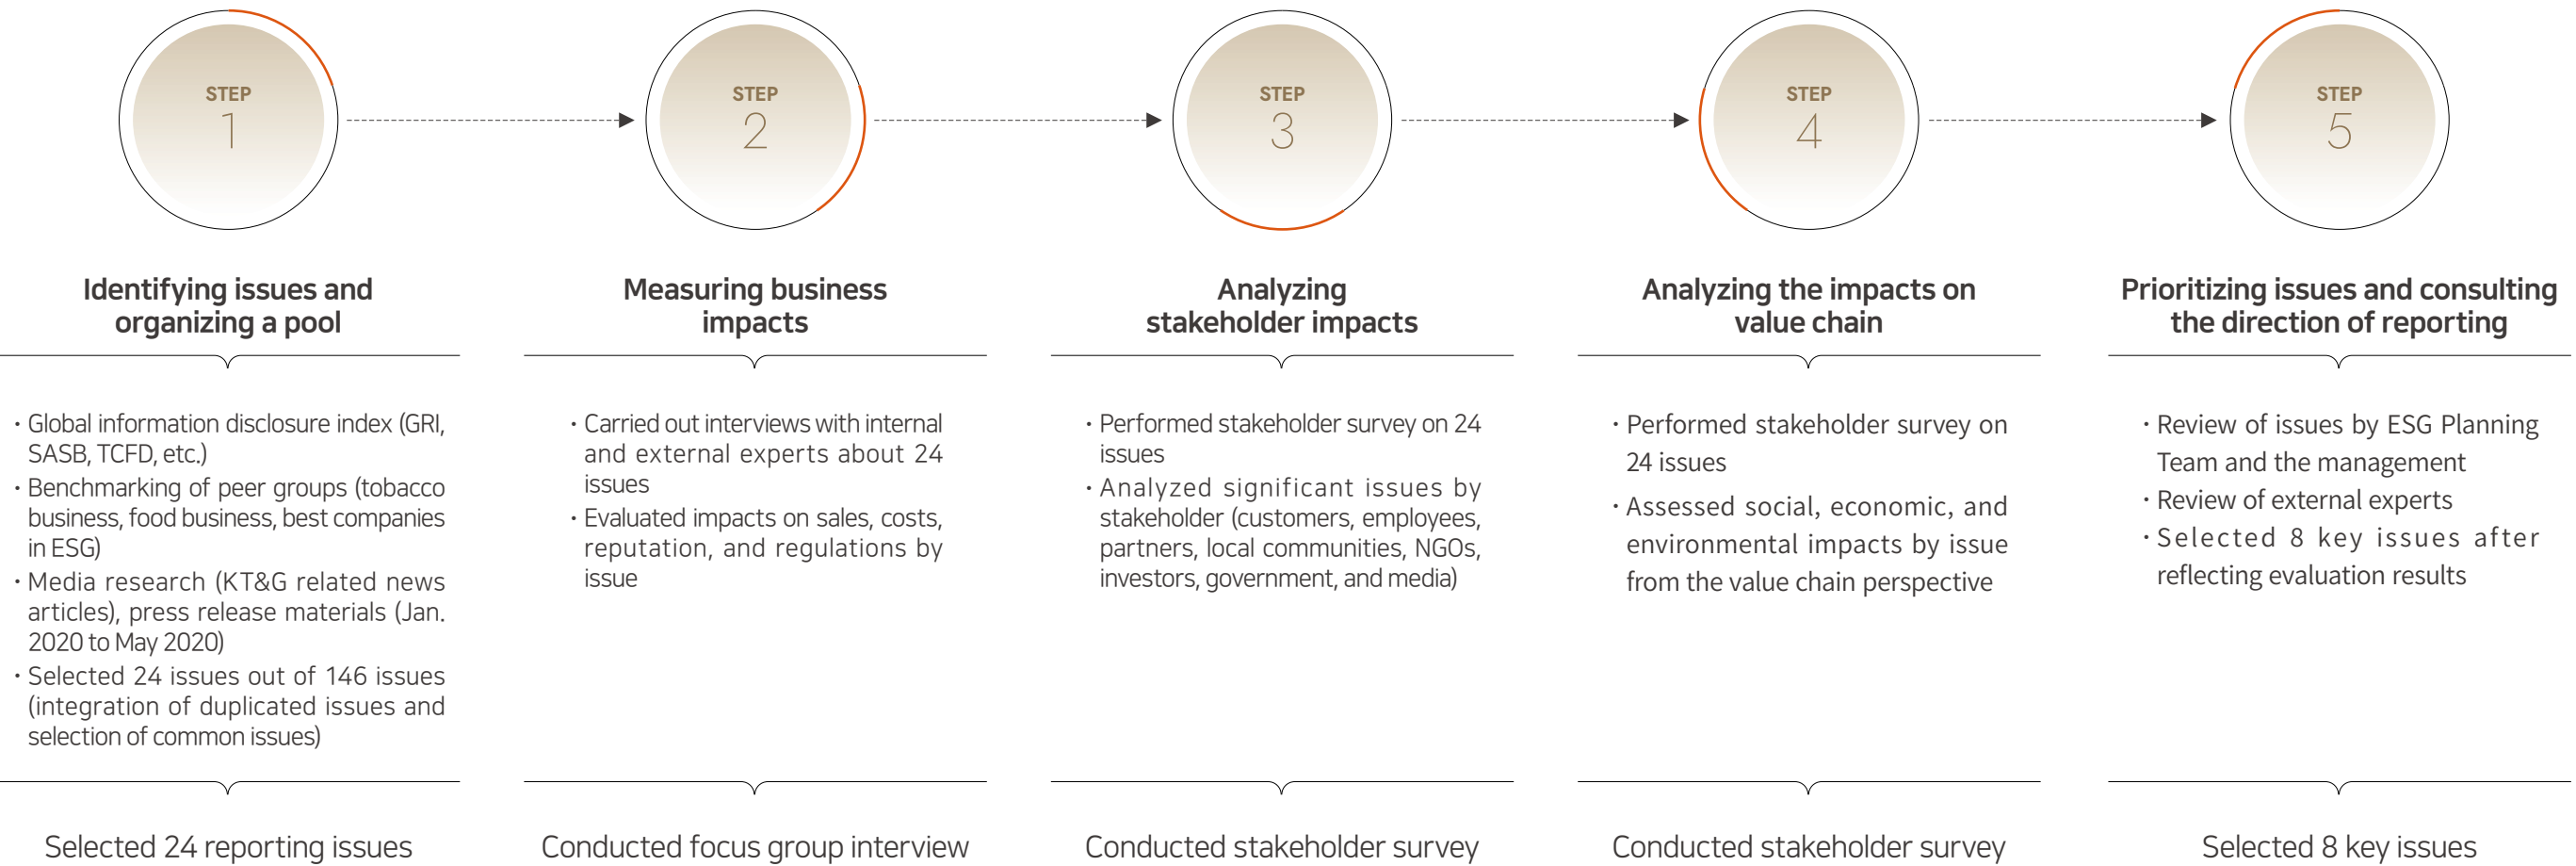 STEP
1
STEP
2
STEP
3
STEP
4
STEP
5
Identifying issues and
organizing a pool
Measuring business
impacts
Analyzing
stakeholder impacts
Analyzing the impacts on
value chain
Prioritizing issues and consulting
the direction of reporting
· Global information disclosure index (GRI,
SASB, TCFD, etc.)
· Benchmarking of peer groups (tobacco
business, food business, best companies
in ESG)
· Media research (KT&G related news
articles), press release materials (Jan.
2020 to May 2020)
· Selected 24 issues out of 146 issues
(integration of duplicated issues and
selection of common issues)
· Carried out interviews with internal
and external experts about 24
issues
· Evaluated impacts on sales, costs,
reputation, and regulations by
issue
· Performed stakeholder survey on 24
issues
· Analyzed significant issues by
stakeholder (customers, employees,
partners, local communities, NGOs,
investors, government, and media)
· Performed stakeholder survey on
24 issues
· Assessed social, economic, and
environmental impacts by issue
from the value chain perspective
· Review of issues by ESG Planning
Team and the management
· Review of external experts
· Selected 8 key issues after
reflecting evaluation results
Selected 24 reporting issues
Conducted focus group interview
Conducted stakeholder survey
Conducted stakeholder survey
Selected 8 key issues